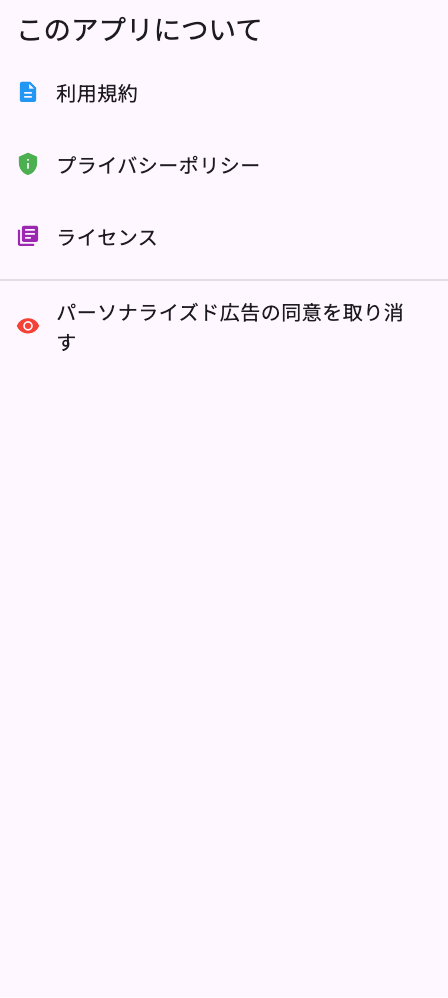 このアプリについて
利用規約
プライバシーポリシー
ライセンス
パーソナライズド広告の同意を取り消
す